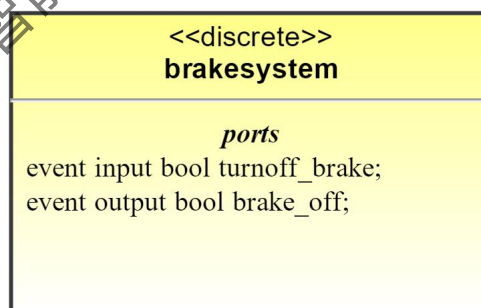 <<discrete>>
brakesystem
ports
event input bool turnoff_brake;
event output bool brake_off;